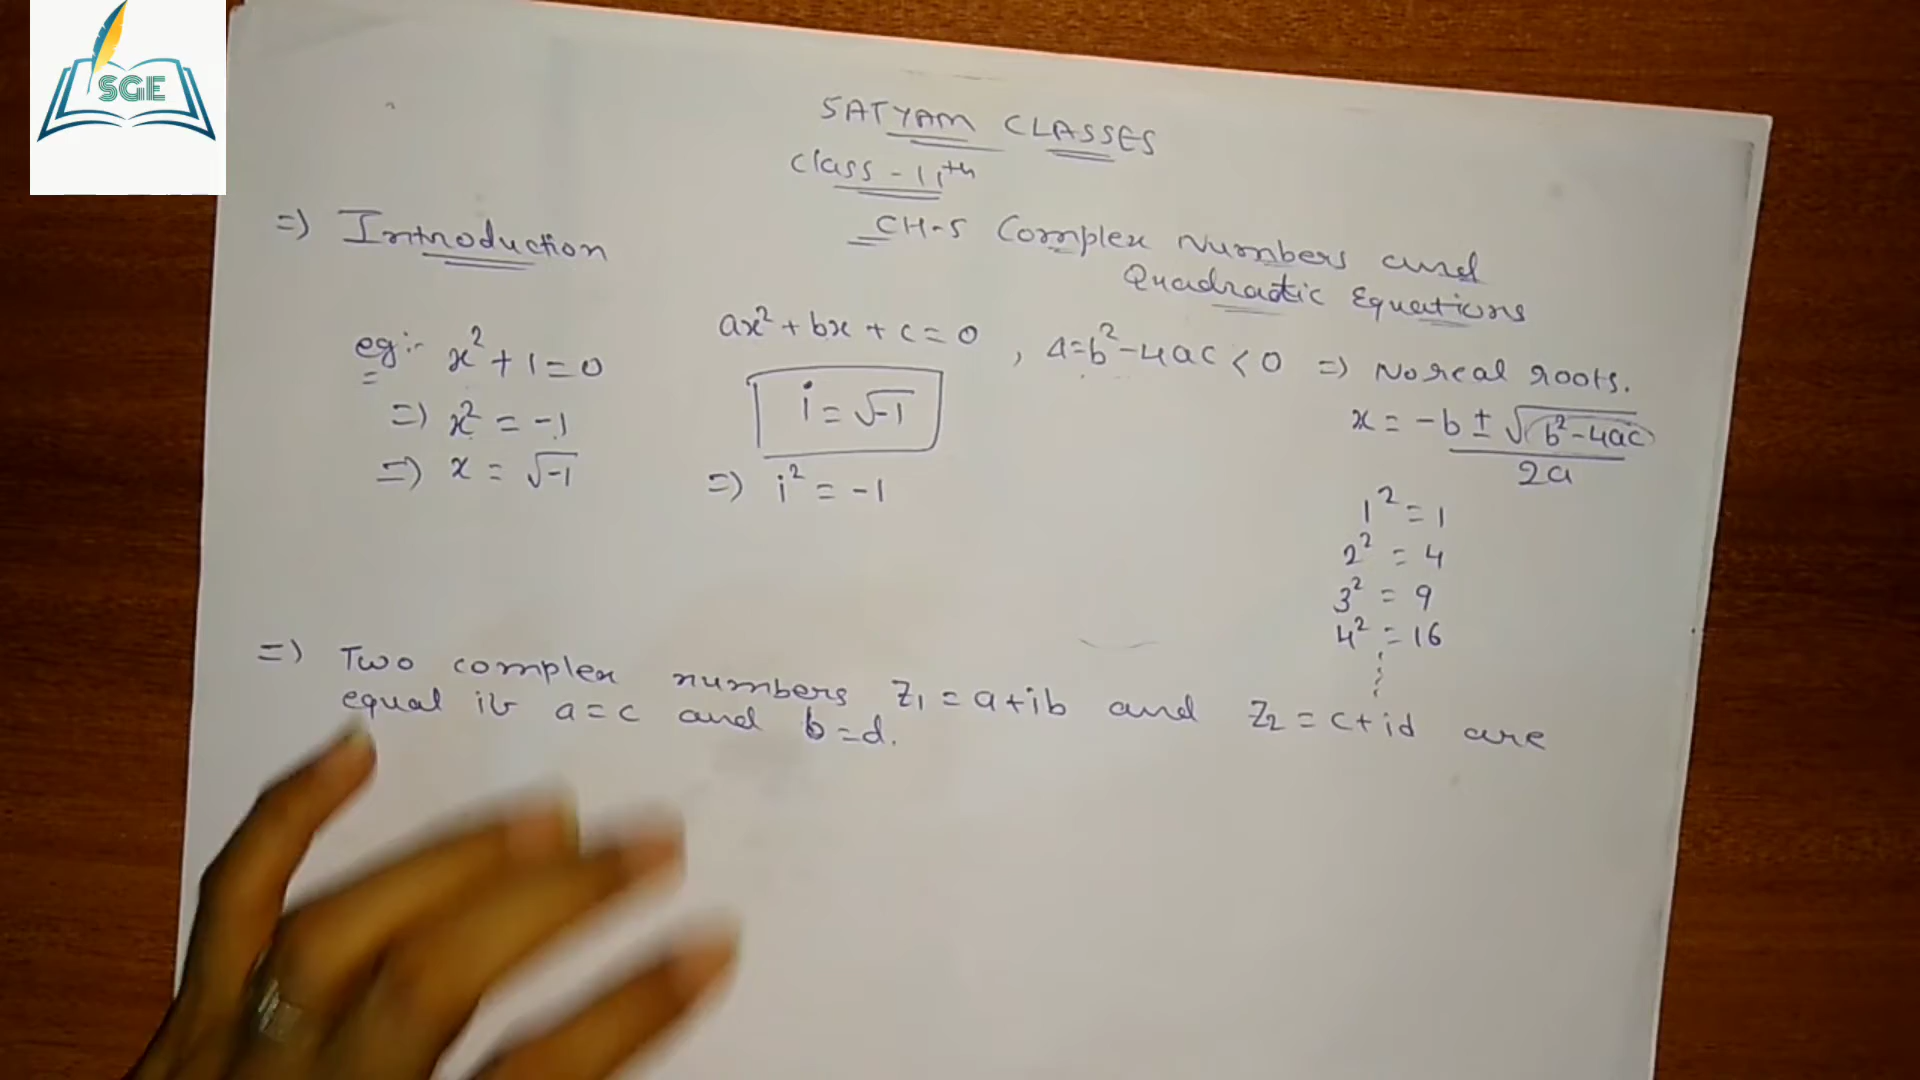 SGE
SATYAM CLASSES
Class - 11th
CH-5 Complex Numbers and
Quadratic Equations
=) Introduction
eg:- x² + 1 = 0
=) x² = -1
=) x = √-1
ax² + bx + c = 0 , Δ=b²-4ac < 0 =) No real roots.
i = √-1
=) i² = -1
x = -b ± √b²-4ac
2a
1² = 1
2² = 4
3² = 9
4² = 16
=) Two complex numbers Z₁ = a+ib and Z₂ = c+id are
equal if a=c and b=d.